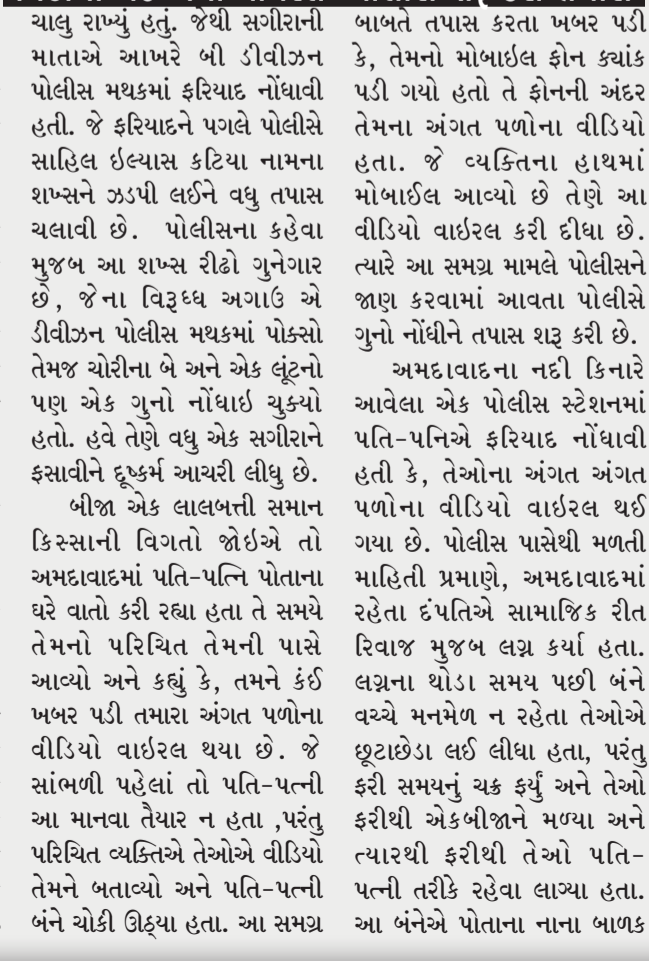 ચાલુ રાખ્યું હતું. જેથી સગીરાની
માતાએ આખરે બી ડીવીઝન
પોલીસ મથકમાં ફરિયાદ નોંધાવી
હતી. જે ફરિયાદને પગલે પોલીસે
સાહિલ ઇલ્યાસ કટિયા નામના
શખ્સને ઝડપી લઈને વધુ તપાસ
ચલાવી છે. પોલીસના કહેવા
મુજબ આ શખ્સ રીઢો ગુનેગાર
છે, જેના વિરૂધ્ધ અગાઉ એ
ડીવીઝન પોલીસ મથકમાં પોક્સો
તેમજ ચોરીના બે અને એક લૂંટનો
પણ એક ગુનો નોંધાઇ ચુક્યો
હતો. હવે તેણે વધુ એક સગીરાને
ફસાવીને દૂષ્કર્મ આચરી લીધુ છે.
બીજા એક લાલબત્તી સમાન
કિસ્સાની વિગતો જોઇએ તો
અમદાવાદમાં પતિ-પત્નિ પોતાના
ઘરે વાતો કરી રહ્યા હતા તે સમયે
તેમનો પરિચિત તેમની પાસે
આવ્યો અને કહ્યું કે, તમને કંઈ
ખબર પડી તમારા અંગત પળોના
વીડિયો વાઇરલ થયા છે. જે
સાંભળી પહેલાં તો પતિ-પત્ની
આ માનવા તૈયાર ન હતા ,પરંતુ
પરિચિત વ્યક્તિએ તેઓએ વીડિયો
તેમને બતાવ્યો અને પતિ-પત્ની
બંને ચોકી ઊઠ્યા હતા. આ સમગ્ર
બાબતે તપાસ કરતા ખબર પડી
કે, તેમનો મોબાઇલ ફોન ક્યાંક
પડી ગયો હતો તે ફોનની અંદર
તેમના અંગત પળોના વીડિયો
હતા. જે વ્યક્તિના હાથમાં
મોબાઈલ આવ્યો છે તેણે આ
વીડિયો વાઇરલ કરી દીધા છે.
ત્યારે આ સમગ્ર મામલે પોલીસને
જાણ કરવામાં આવતા પોલીસે
ગુનો નોંધીને તપાસ શરૂ કરી છે.
અમદાવાદના નદી કિનારે
આવેલા એક પોલીસ સ્ટેશનમાં
પતિ-પનિએ ફરિયાદ નોંધાવી
હતી કે, તેઓના અંગત અંગત
પળોના વીડિયો વાઇરલ થઈ
ગયા છે. પોલીસ પાસેથી મળતી
માહિતી પ્રમાણે, અમદાવાદમાં
રહેતા દંપતિએ સામાજિક રીત
રિવાજ મુજબ લગ્ન કર્યા હતા.
લગ્નના થોડા સમય પછી બંને
વચ્ચે મનમેળ ન રહેતા તેઓએ
છૂટાછેડા લઈ લીધા હતા, પરંતુ
ફરી સમયનું ચક્ર ફર્યું અને તેઓ
ફરીથી એકબીજાને મળ્યા અને
ત્યારથી ફરીથી તેઓ પતિ-
પત્ની તરીકે રહેવા લાગ્યા હતા.
આ બંનેએ પોતાના નાના બાળક